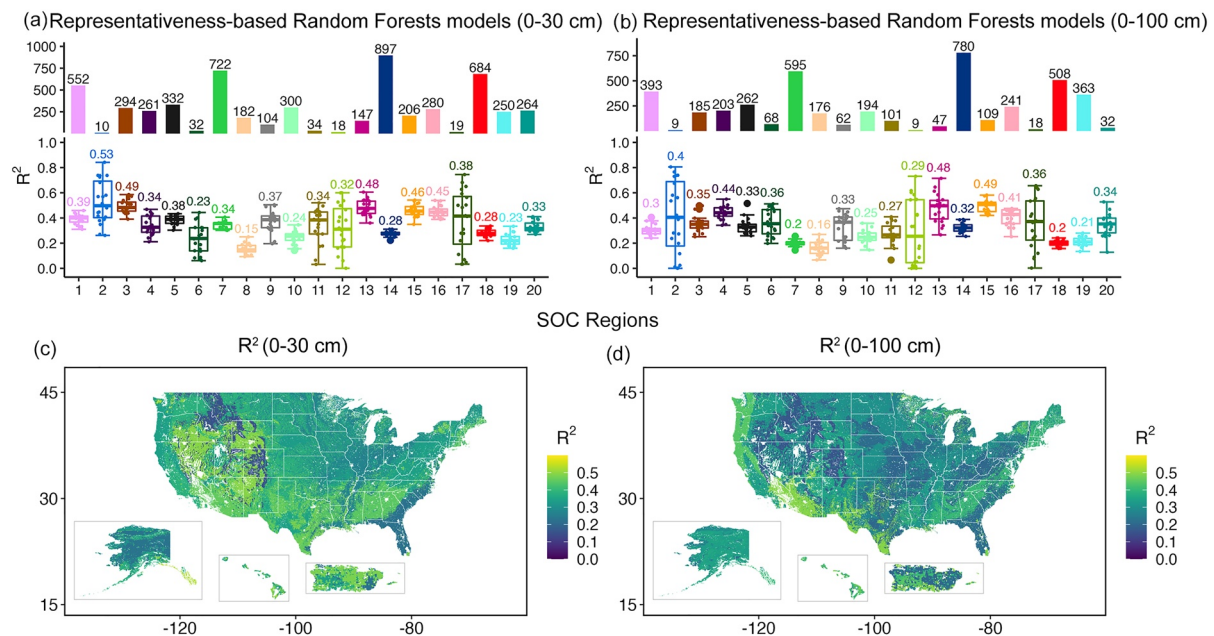 (a) Representativeness-based Random Forests models (0-30 cm)
1000
750
500
250
552 10 294 261 332 32 722 182 104 300 34 18 147 897 206 280 19 684 250 264
R²
1.0
0.8
0.6
0.4
0.2
0.0
0.39 0.53 0.49 0.34 0.38 0.23 0.34 0.15 0.37 0.24 0.34 0.32 0.48 0.28 0.46 0.45 0.38 0.28 0.23 0.33
1 2 3 4 5 6 7 8 9 10 11 12 13 14 15 16 17 18 19 20
(b) Representativeness-based Random Forests models (0-100 cm)
750
500
250
393 9 185 203 262 68 595 176 62 194 101 9 47 780 109 241 18 508 363 32
R²
1.0
0.8
0.6
0.4
0.2
0.0
0.3 0.4 0.35 0.44 0.33 0.36 0.2 0.16 0.33 0.25 0.27 0.29 0.48 0.32 0.49 0.41 0.36 0.2 0.21 0.34
1 2 3 4 5 6 7 8 9 10 11 12 13 14 15 16 17 18 19 20
SOC Regions
(c) R² (0-30 cm)
45
30
15
-120 -100 -80
R²
0.5
0.4
0.3
0.2
0.1
0.0
(d) R² (0-100 cm)
45
30
15
-120 -100 -80
R²
0.5
0.4
0.3
0.2
0.1
0.0